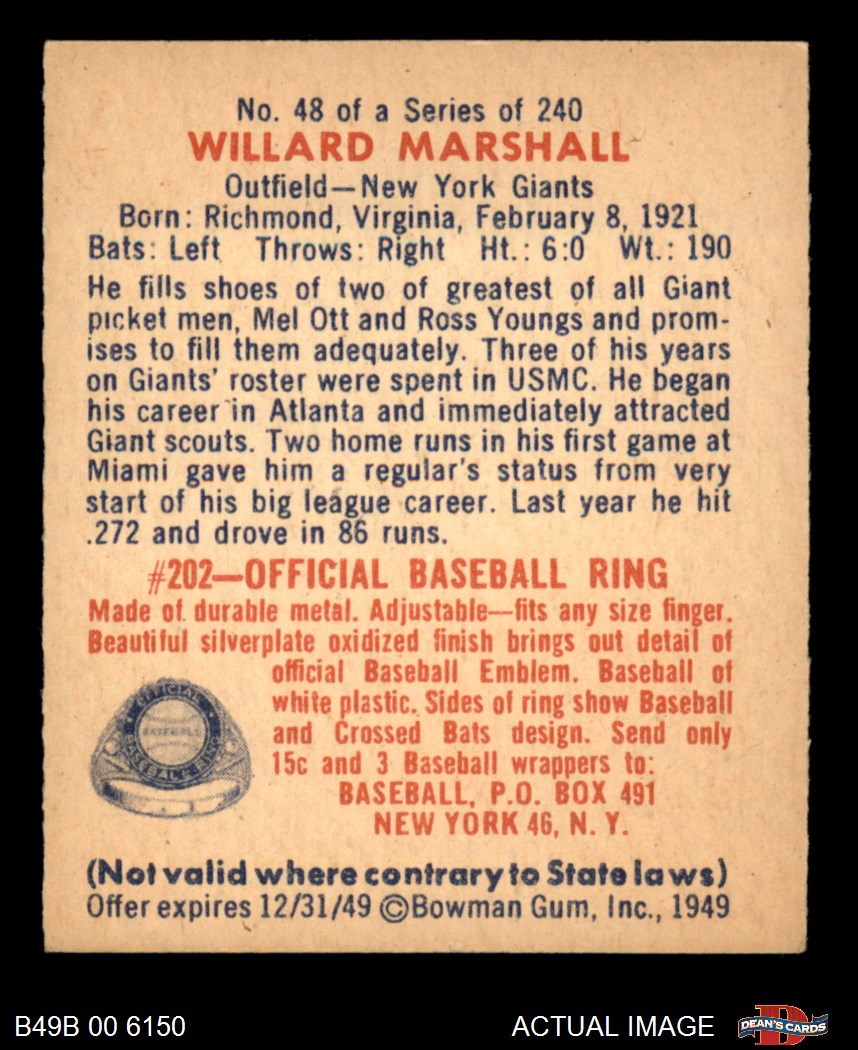 No. 48 of a Series of 240
WILLARD MARSHALL
Outfield—New York Giants
Born: Richmond, Virginia, February 8, 1921
Bats: Left Throws: Right Ht.: 6:0 Wt.: 190
He fills shoes of two of greatest of all Giant
picket men, Mel Ott and Ross Youngs and prom-
ises to fill them adequately. Three of his years
on Giants' roster were spent in USMC. He began
his career in Atlanta and immediately attracted
Giant scouts. Two home runs in his first game at
Miami gave him a regular's status from very
start of his big league career. Last year he hit
.272 and drove in 86 runs.
#202—OFFICIAL BASEBALL RING
Made of durable metal. Adjustable—fits any size finger.
Beautiful silverplate oxidized finish brings out detail of
official Baseball Emblem. Baseball of
white plastic. Sides of ring show Baseball
and Crossed Bats design. Send only
15c and 3 Baseball wrappers to:
BASEBALL, P.O. BOX 491
NEW YORK 46, N. Y.
OFFICIAL
BASEBALL
BASEBALL RING
(Not valid where contrary to State laws)
Offer expires 12/31/49 ©Bowman Gum, Inc., 1949
B49B 00 6150
ACTUAL IMAGE
D
DEAN'S CARDS